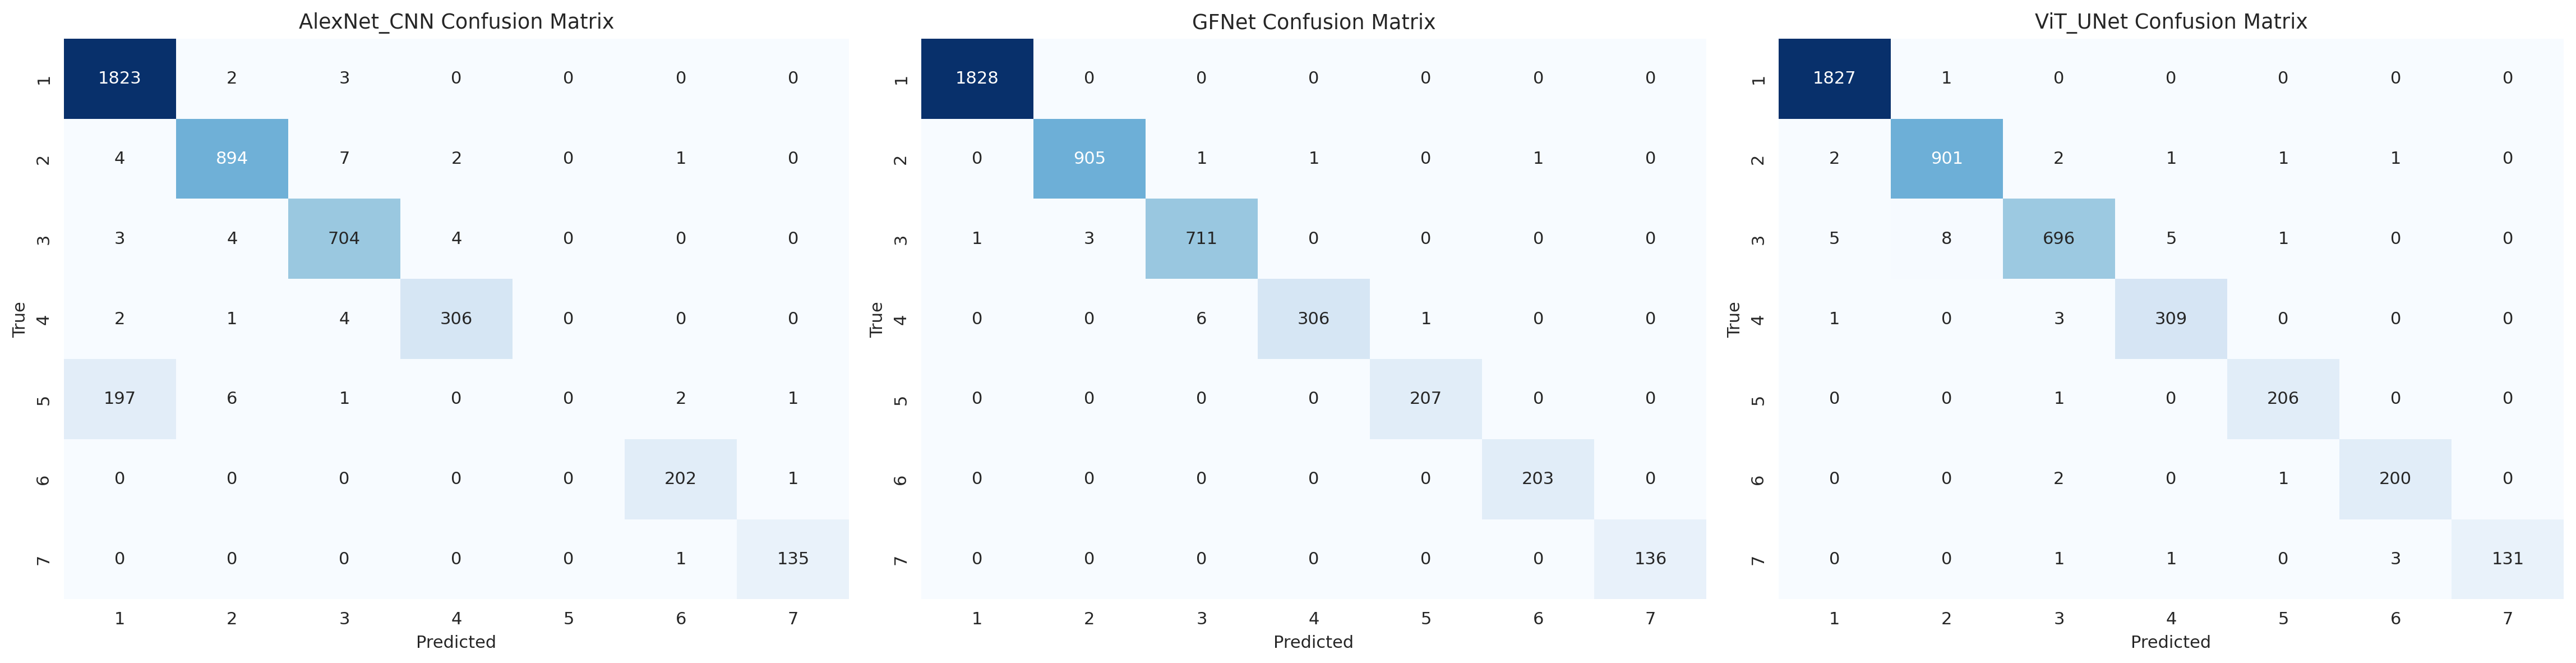 AlexNet_CNN Confusion Matrix
1 1823 2 3 0 0 0 0
2 4 894 7 2 0 1 0
3 3 4 704 4 0 0 0
4 2 1 4 306 0 0 0
5 197 6 1 0 0 2 1
6 0 0 0 0 0 202 1
7 0 0 0 0 0 1 135
True
1 2 3 4 5 6 7
Predicted
GFNet Confusion Matrix
1 1828 0 0 0 0 0 0
2 0 905 1 1 0 1 0
3 1 3 711 0 0 0 0
4 0 0 6 306 1 0 0
5 0 0 0 0 207 0 0
6 0 0 0 0 0 203 0
7 0 0 0 0 0 0 136
True
1 2 3 4 5 6 7
Predicted
ViT_UNet Confusion Matrix
1 1827 1 0 0 0 0 0
2 2 901 2 1 1 1 0
3 5 8 696 5 1 0 0
4 1 0 3 309 0 0 0
5 0 0 1 0 206 0 0
6 0 0 2 0 1 200 0
7 0 0 1 1 0 3 131
True
1 2 3 4 5 6 7
Predicted